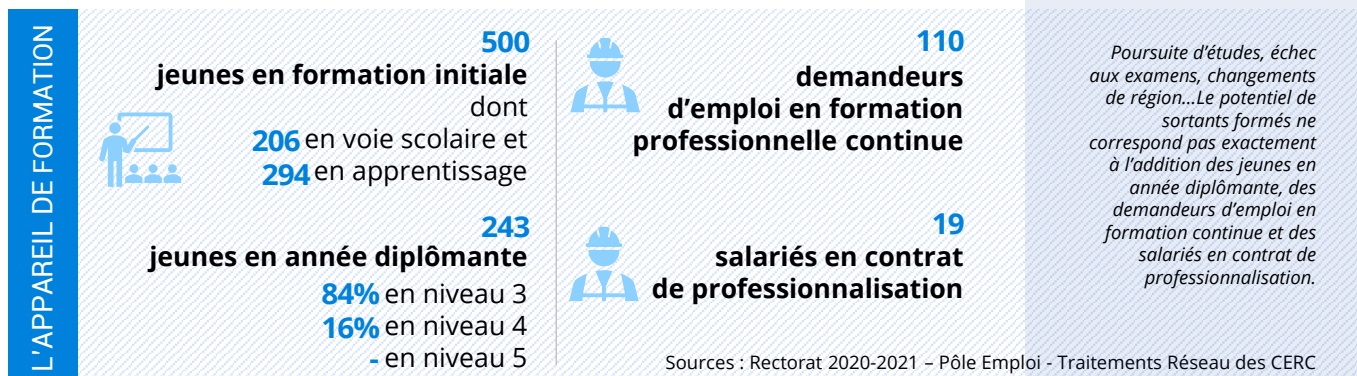 L'APPAREIL DE FORMATION
500
jeunes en formation initiale
dont
206 en voie scolaire et
294 en apprentissage
243
jeunes en année diplômante
84% en niveau 3
16% en niveau 4
- en niveau 5
110
demandeurs
d'emploi en formation
professionnelle continue
19
salariés en contrat
de professionnalisation
Poursuite d'études, échec
aux examens, changements
de région...Le potentiel de
sortants formés ne
correspond pas exactement
à l'addition des jeunes en
année diplômante, des
demandeurs d'emploi en
formation continue et des
salariés en contrat de
professionnalisation.
Sources : Rectorat 2020-2021 – Pôle Emploi - Traitements Réseau des CERC